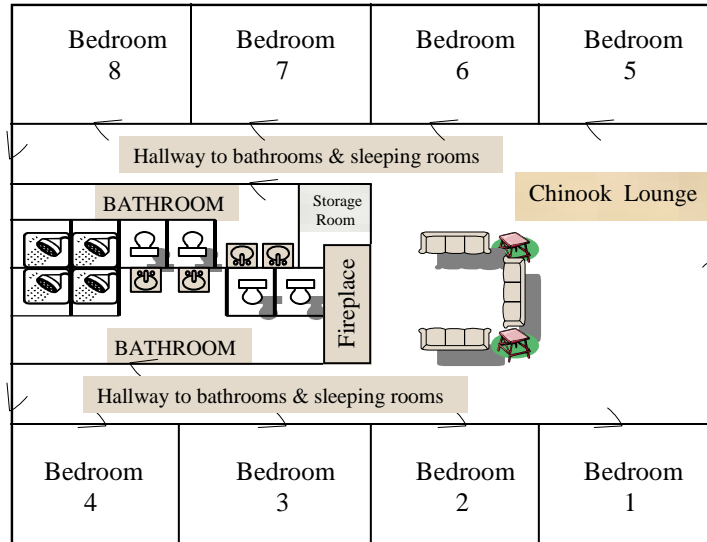 Bedroom
8
Bedroom
7
Bedroom
6
Bedroom
5
Hallway to bathrooms & sleeping rooms
BATHROOM
Storage
Room
Chinook Lounge
Fireplace
BATHROOM
Hallway to bathrooms & sleeping rooms
Bedroom
4
Bedroom
3
Bedroom
2
Bedroom
1